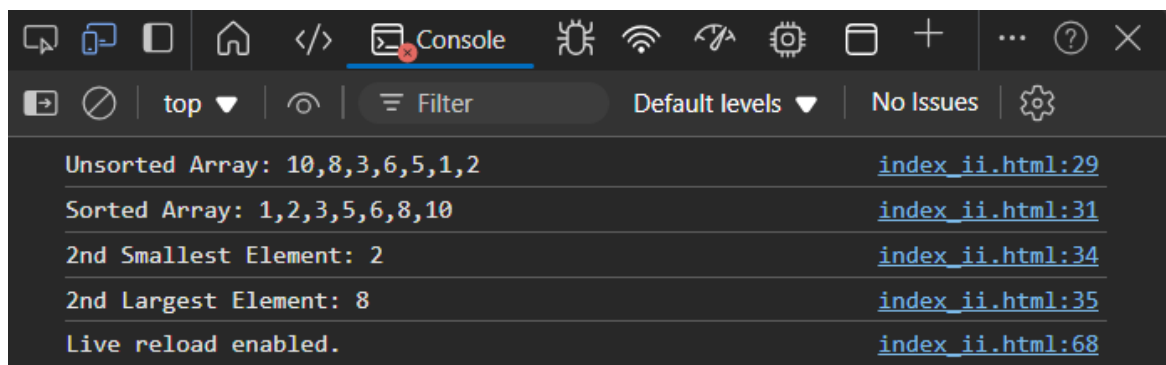 Console
top Filter Default levels No Issues
Unsorted Array: 10,8,3,6,5,1,2 index_ii.html:29
Sorted Array: 1,2,3,5,6,8,10 index_ii.html:31
2nd Smallest Element: 2 index_ii.html:34
2nd Largest Element: 8 index_ii.html:35
Live reload enabled. index_ii.html:68